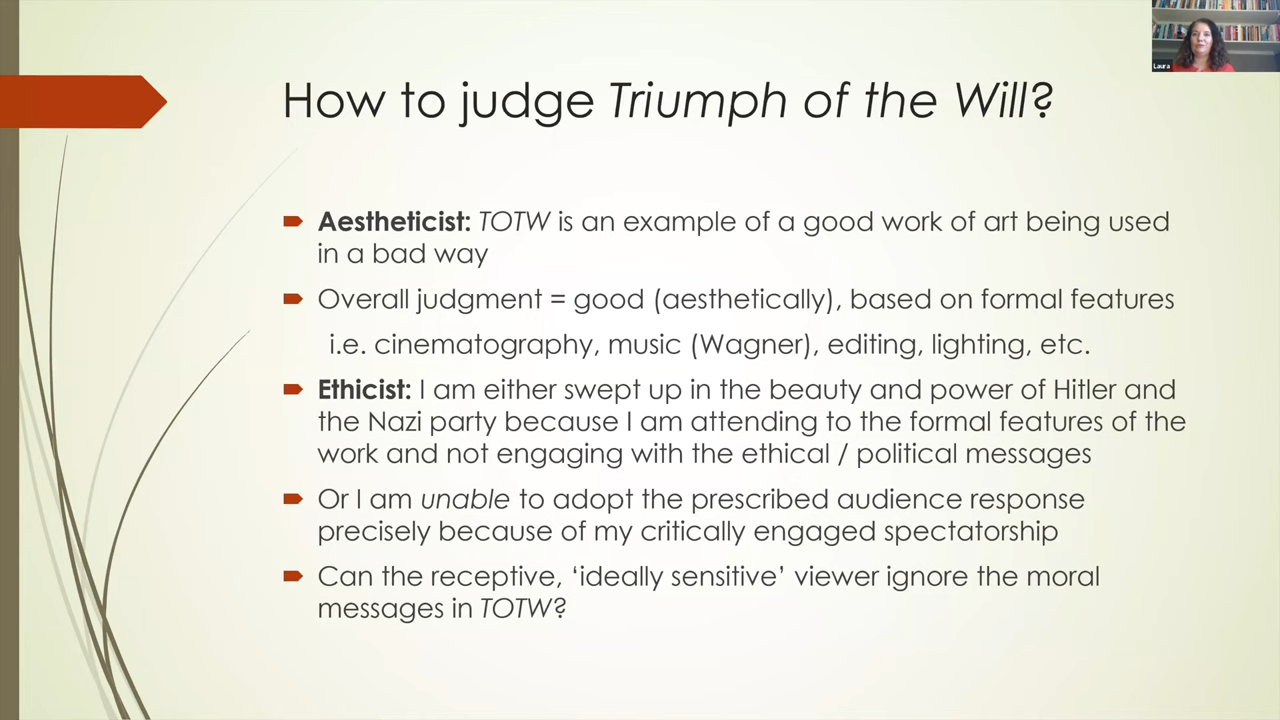 Laura
How to judge Triumph of the Will?
Aestheticist: TOTW is an example of a good work of art being used
in a bad way
Overall judgment = good (aesthetically), based on formal features
i.e. cinematography, music (Wagner), editing, lighting, etc.
Ethicist: I am either swept up in the beauty and power of Hitler and
the Nazi party because I am attending to the formal features of the
work and not engaging with the ethical / political messages
Or I am unable to adopt the prescribed audience response
precisely because of my critically engaged spectatorship
Can the receptive, ‘ideally sensitive’ viewer ignore the moral
messages in TOTW?